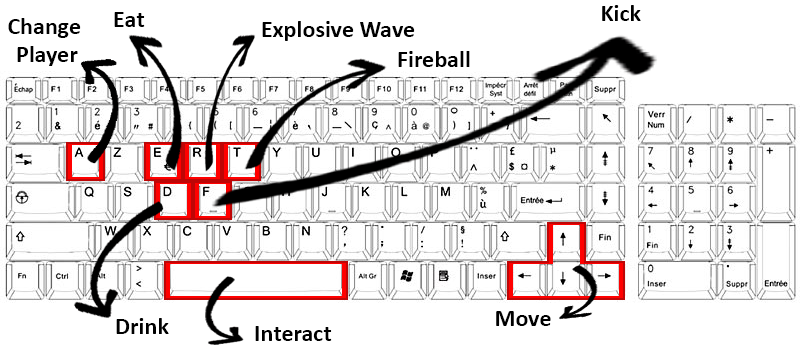 Kick
Eat
Change
Player
Explosive Wave
Fireball
Échap F1 F2 F3 F4 F5 F6 F7 F8 F9 F10 F11 F12 Impécr Syst Arrêt défil Suppr
2 1 & 2 é 3 " # 4 5 ( [ 6 - | 7 è ` 8 _ \ 9 ç ^ 0 à @ ° ) ] + ←
A Z E R T Y U I O P ¨ ^ £ $ ¤ µ *
Q S D F H J K L M % ù Entrée
W X C V B N ? , . ; / : § ! Fin
Fn Ctrl Alt > < Alt Gr Inser ← ↓ →
Verr
Num / * −
7 8 9 +
4 ← 5 6 →
1 Fin 2 3
0 Inser . Suppr Entrée
Drink
Interact
Move